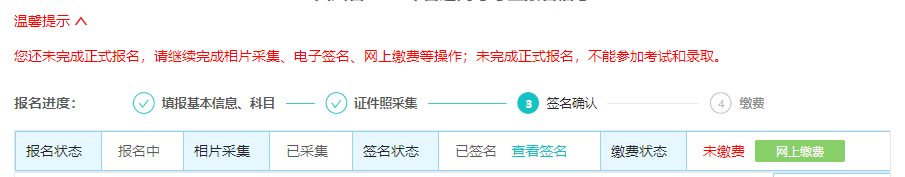 温馨提示
您还未完成正式报名，请继续完成相片采集、电子签名、网上缴费等操作；未完成正式报名，不能参加考试和录取。
报名进度： 填报基本信息、科目 证件照采集 3 签名确认 4 缴费
报名状态 报名中 相片采集 已采集 签名状态 已签名 查看签名 缴费状态 未缴费 网上缴费